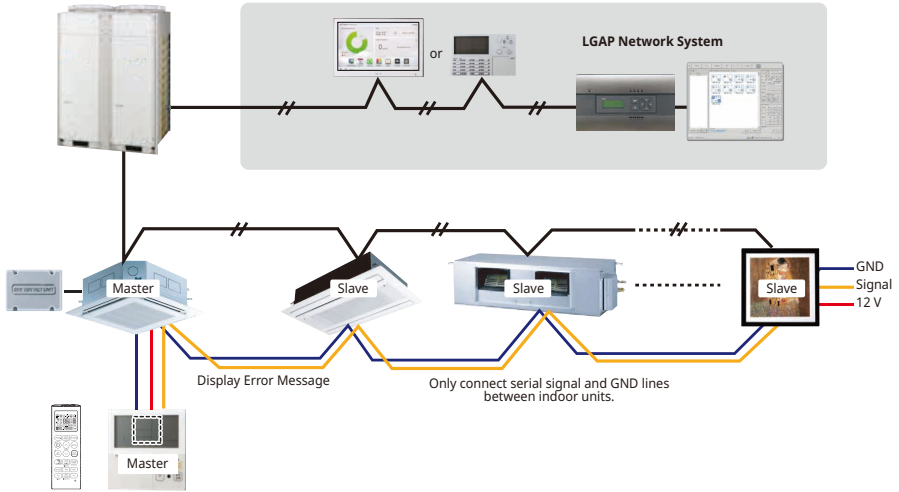 or
LGAP Network System
Master
Slave
Slave
Slave
GND
Signal
12 V
Display Error Message
Only connect serial signal and GND lines
between indoor units.
Master